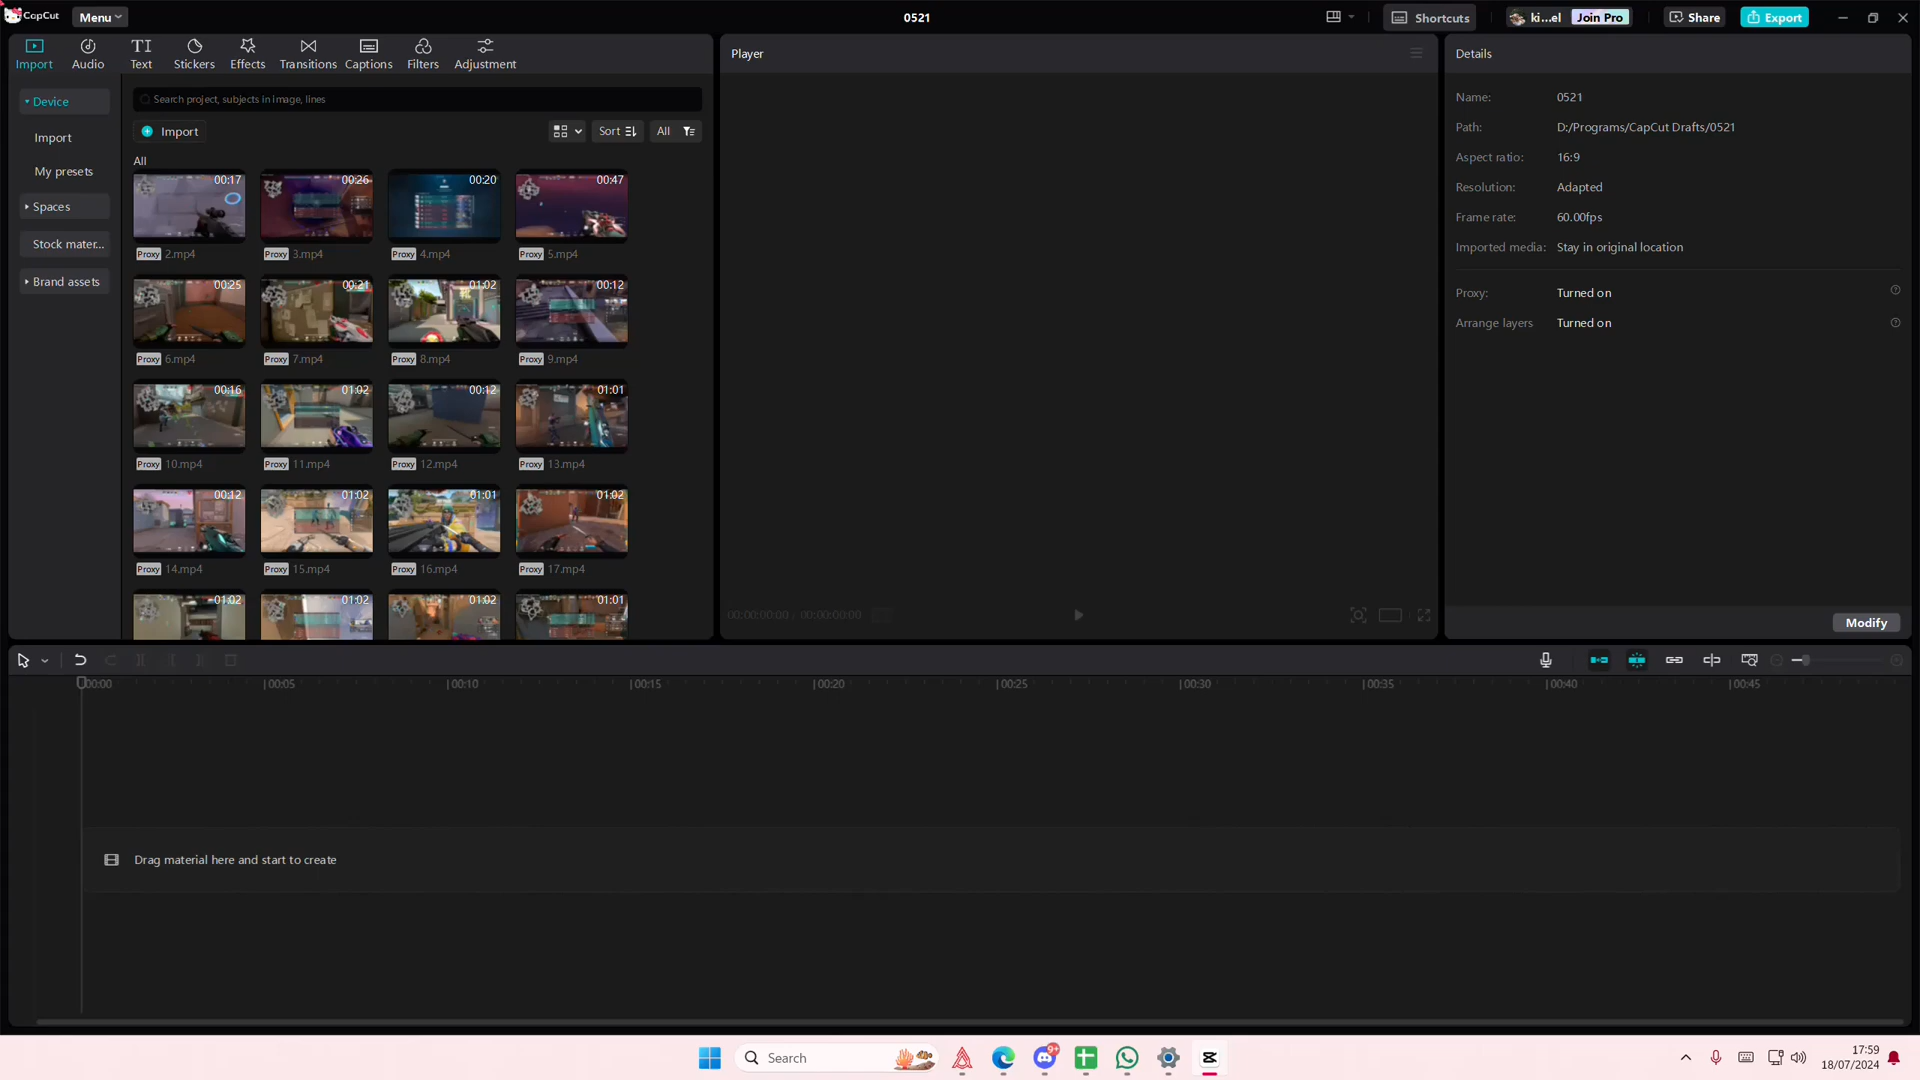 CapCut
Menu
0521
Shortcuts
ki...el
Join Pro
Share
Export
Import
Audio
Text
Stickers
Effects
Transitions
Captions
Filters
Adjustment
Device
Import
My presets
Spaces
Stock mater...
Brand assets
Search project, subjects in image, lines
Import
Sort
All
All
00:17
00:26
00:20
00:47
Proxy 2.mp4
Proxy 3.mp4
Proxy 4.mp4
Proxy 5.mp4
00:25
00:21
01:02
00:12
Proxy 6.mp4
Proxy 7.mp4
Proxy 8.mp4
Proxy 9.mp4
00:16
01:02
00:12
01:01
Proxy 10.mp4
Proxy 11.mp4
Proxy 12.mp4
Proxy 13.mp4
00:12
01:02
01:01
01:02
Proxy 14.mp4
Proxy 15.mp4
Proxy 16.mp4
Proxy 17.mp4
01:02
01:02
01:02
01:01
Player
00:00:00:00 / 00:00:00:00
Details
Name: 0521
Path: D:/Programs/CapCut Drafts/0521
Aspect ratio: 16:9
Resolution: Adapted
Frame rate: 60.00fps
Imported media: Stay in original location
Proxy: Turned on
Arrange layers Turned on
Modify
00:00
00:05
00:10
00:15
00:20
00:25
00:30
00:35
00:40
00:45
Drag material here and start to create
Search
9+
17:59
18/07/2024